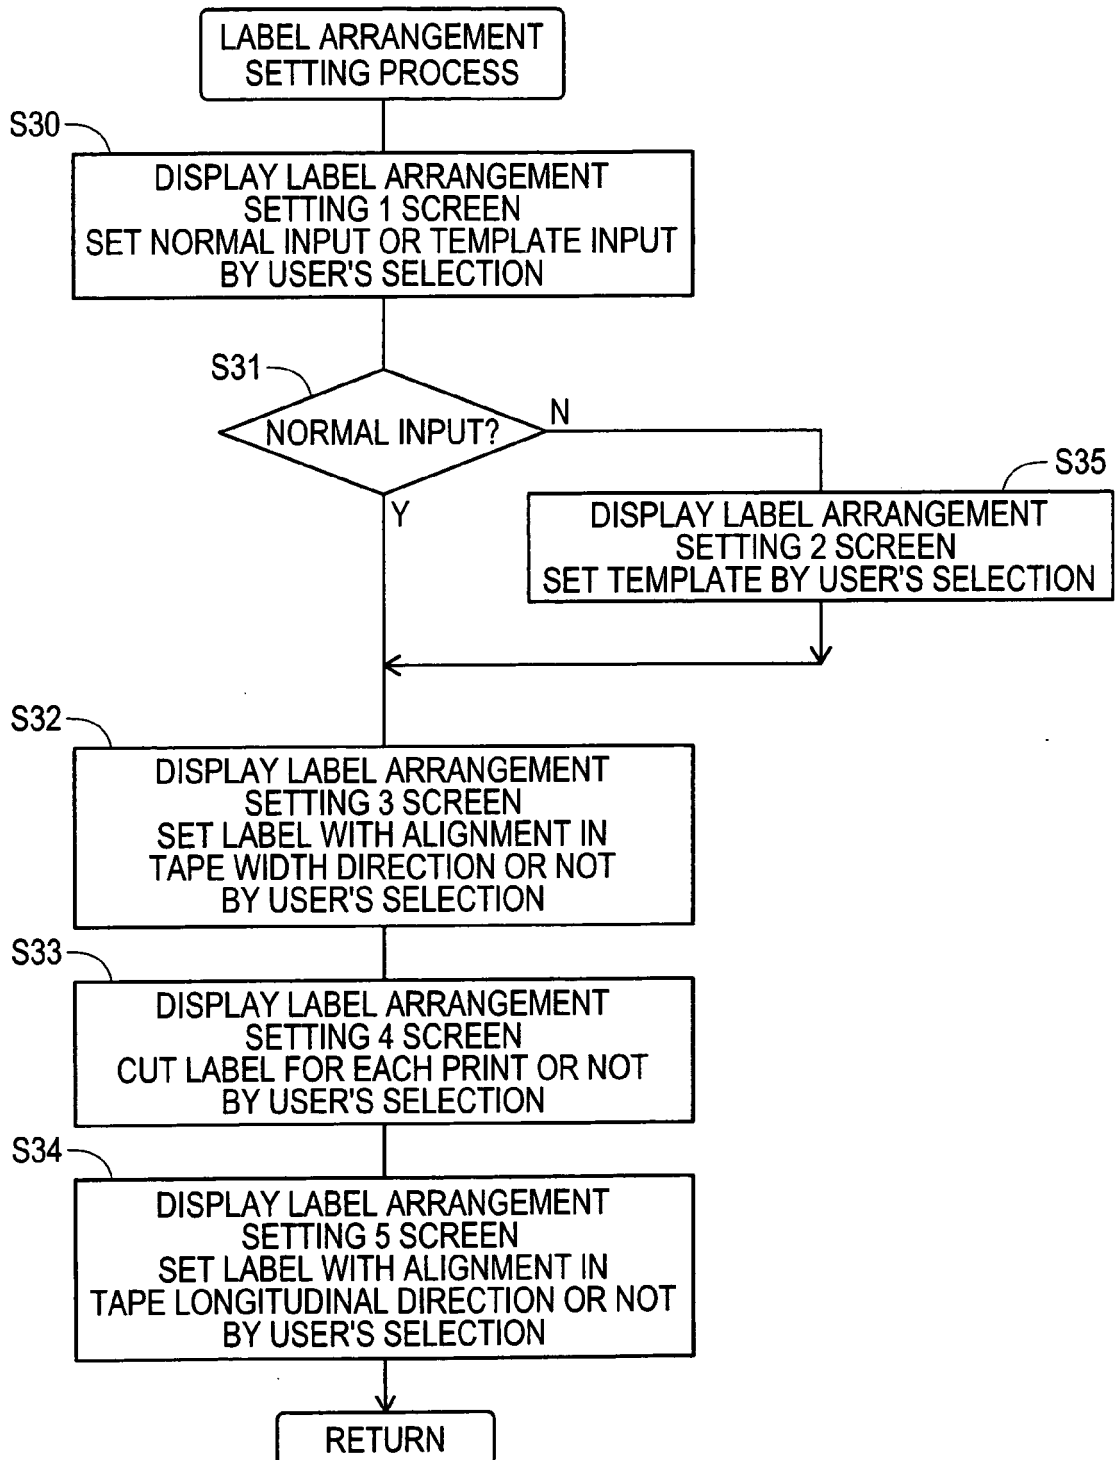 LABEL ARRANGEMENT
SETTING PROCESS
S30
DISPLAY LABEL ARRANGEMENT
SETTING 1 SCREEN
SET NORMAL INPUT OR TEMPLATE INPUT
BY USER'S SELECTION
S31
NORMAL INPUT?
N
Y
S35
DISPLAY LABEL ARRANGEMENT
SETTING 2 SCREEN
SET TEMPLATE BY USER'S SELECTION
S32
DISPLAY LABEL ARRANGEMENT
SETTING 3 SCREEN
SET LABEL WITH ALIGNMENT IN
TAPE WIDTH DIRECTION OR NOT
BY USER'S SELECTION
S33
DISPLAY LABEL ARRANGEMENT
SETTING 4 SCREEN
CUT LABEL FOR EACH PRINT OR NOT
BY USER'S SELECTION
S34
DISPLAY LABEL ARRANGEMENT
SETTING 5 SCREEN
SET LABEL WITH ALIGNMENT IN
TAPE LONGITUDINAL DIRECTION OR NOT
BY USER'S SELECTION
RETURN